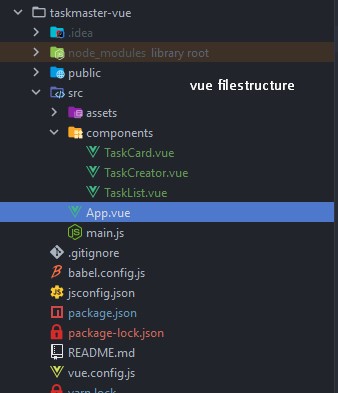 taskmaster-vue
.idea
node_modules library root
public
vue filestructure
src
assets
components
TaskCard.vue
TaskCreator.vue
TaskList.vue
App.vue
main.js
.gitignore
babel.config.js
jsconfig.json
package.json
package-lock.json
README.md
vue.config.js
yarn.lock